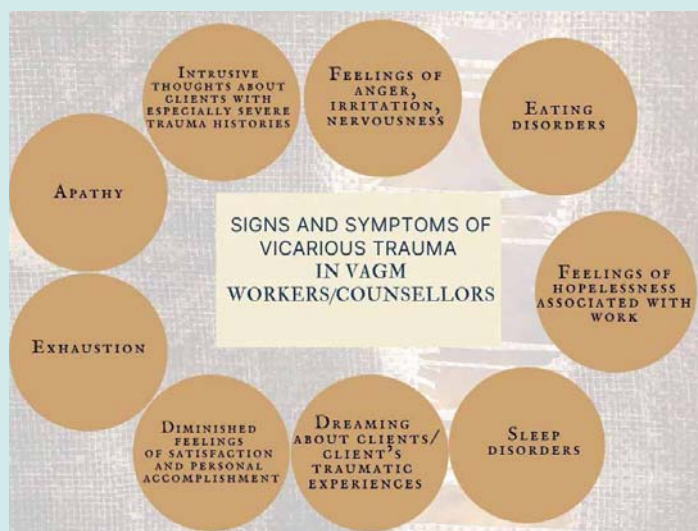 INTRUSIVE
THOUGHTS ABOUT
CLIENTS WITH
ESPECIALLY SEVERE
TRAUMA HISTORIES
FEELINGS OF
ANGER,
IRRITATION,
NERVOUSNESS
EATING
DISORDERS
APATHY
SIGNS AND SYMPTOMS OF
VICARIOUS TRAUMA
IN VAGM
WORKERS/COUNSELLORS
FEELINGS OF
HOPELESSNESS
ASSOCIATED WITH
WORK
EXHAUSTION
DIMINISHED
FEELINGS
OF SATISFACTION
AND PERSONAL
ACCOMPLISHMENT
DREAMING
ABOUT CLIENTS/
CLIENT'S
TRAUMATIC
EXPERIENCES
SLEEP
DISORDERS